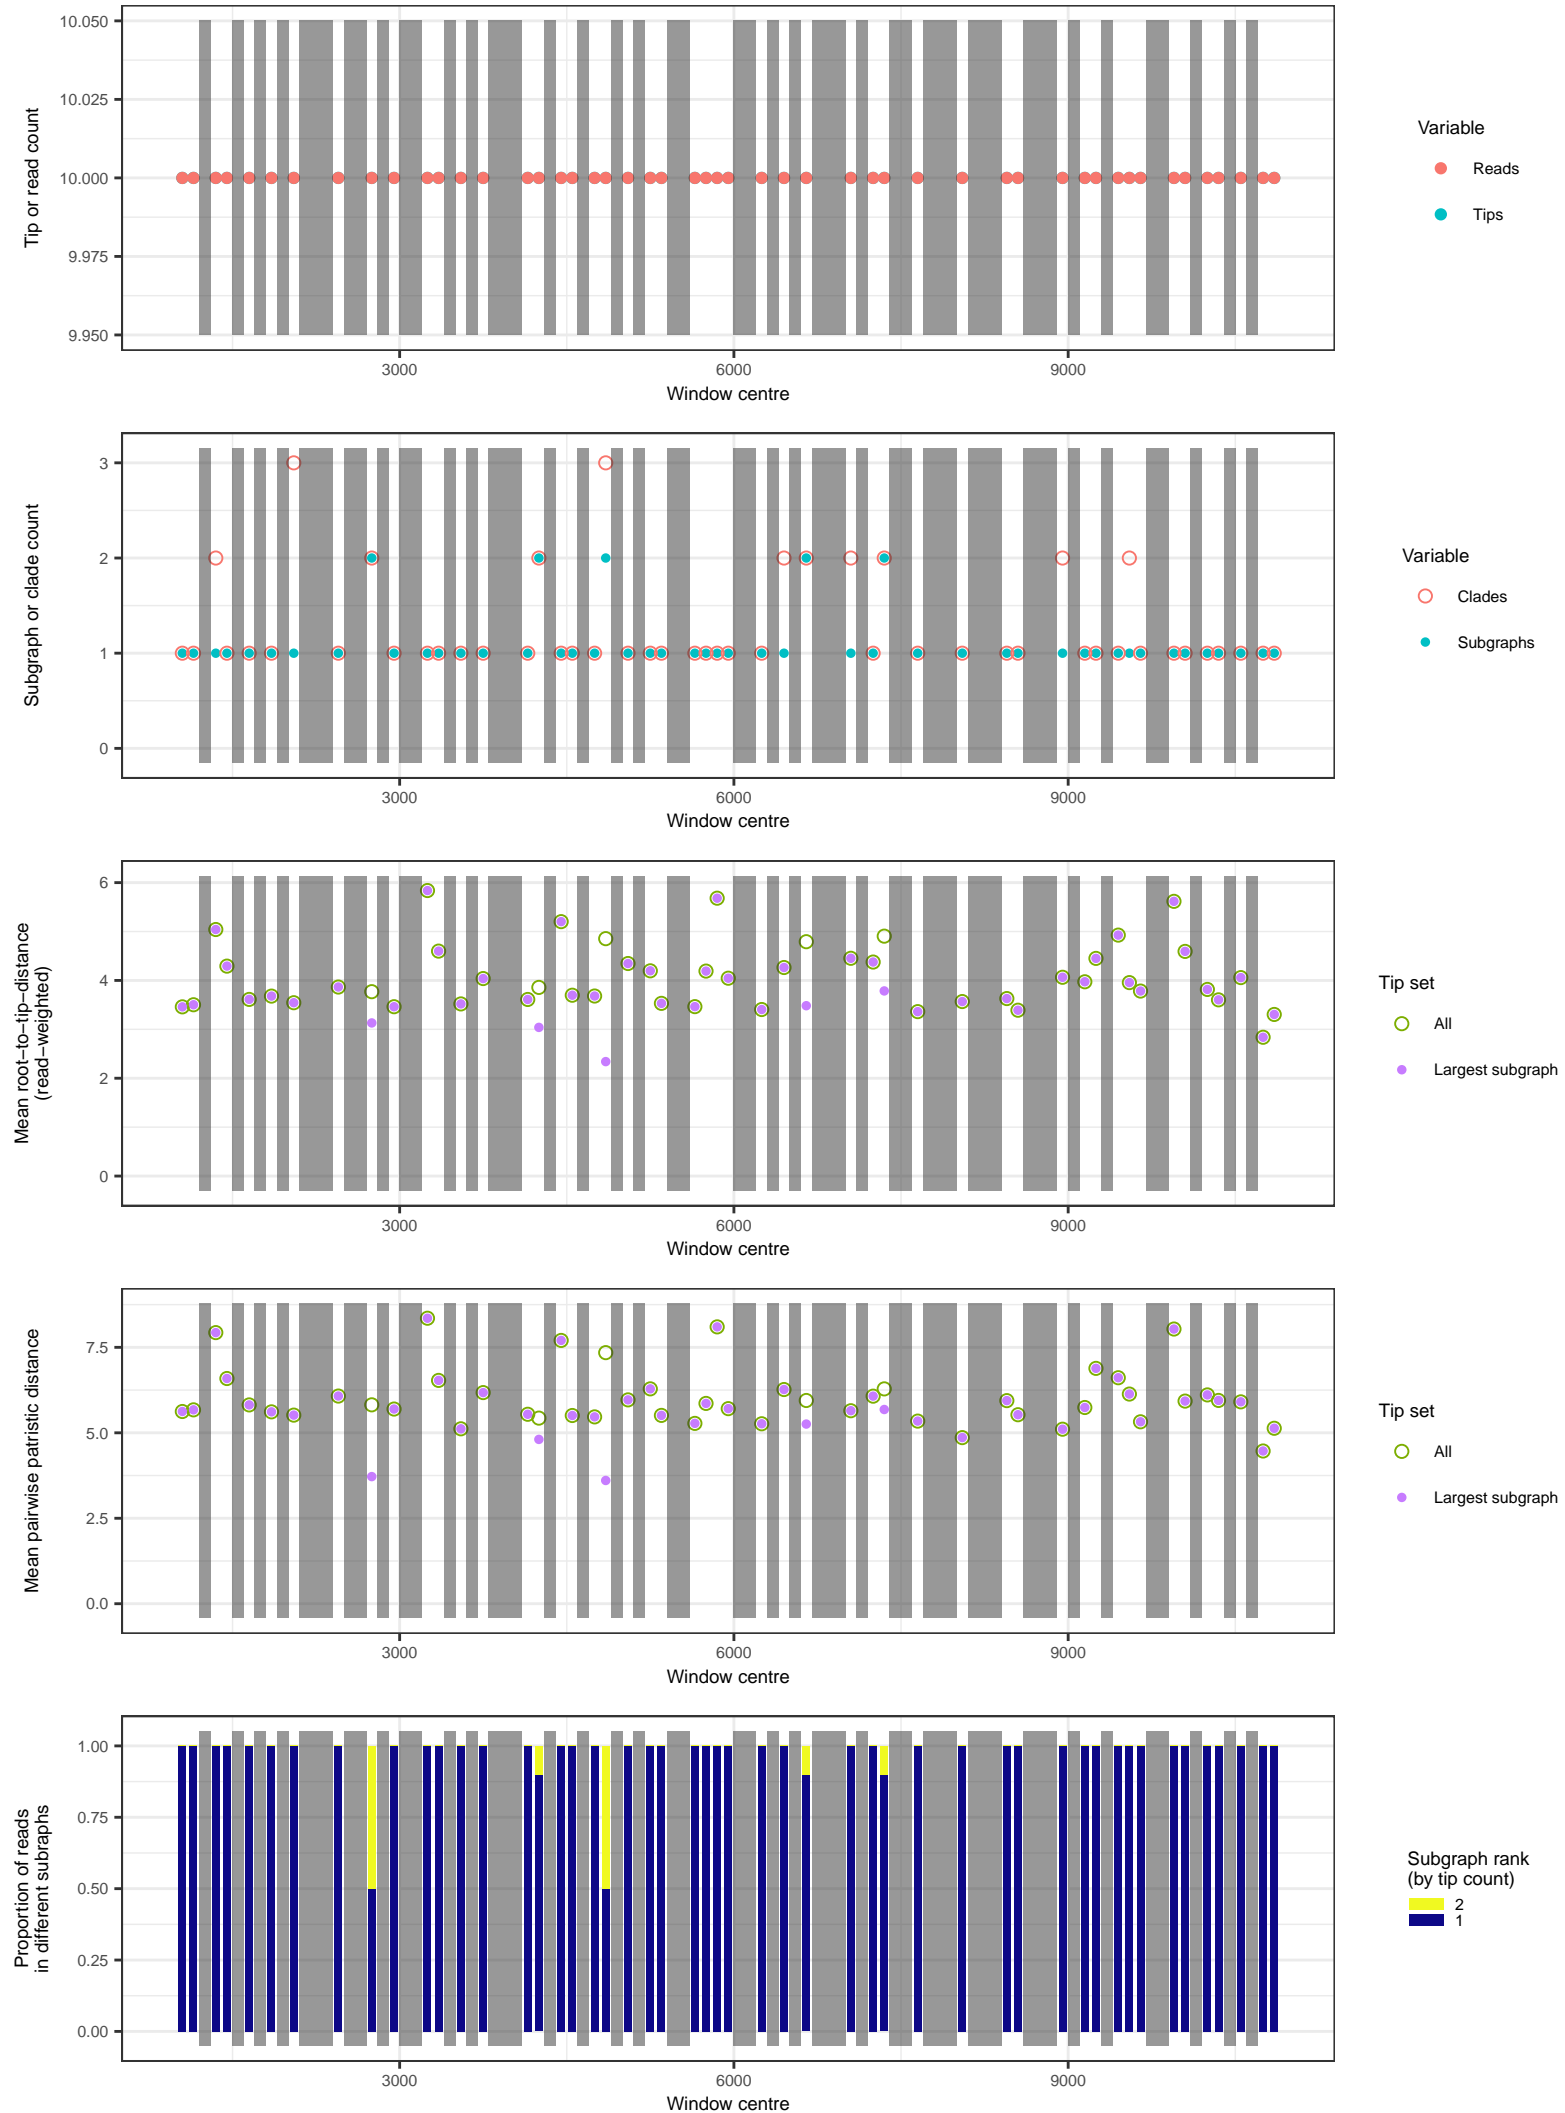 10.050
10.025
10.000
9.975
9.950
Tip or read count
3000
6000
9000
Window centre
Variable
Reads
Tips
3
2
1
0
Subgraph or clade count
3000
6000
9000
Window centre
Variable
Clades
Subgraphs
6
4
2
0
Mean root−to−tip−distance
(read−weighted)
3000
6000
9000
Window centre
Tip set
All
Largest subgraph
7.5
5.0
2.5
0.0
Mean pairwise patristic distance
3000
6000
9000
Window centre
Tip set
All
Largest subgraph
1.00
0.75
0.50
0.25
0.00
Proportion of reads
in different subraphs
3000
6000
9000
Window centre
Subgraph rank
(by tip count)
2
1